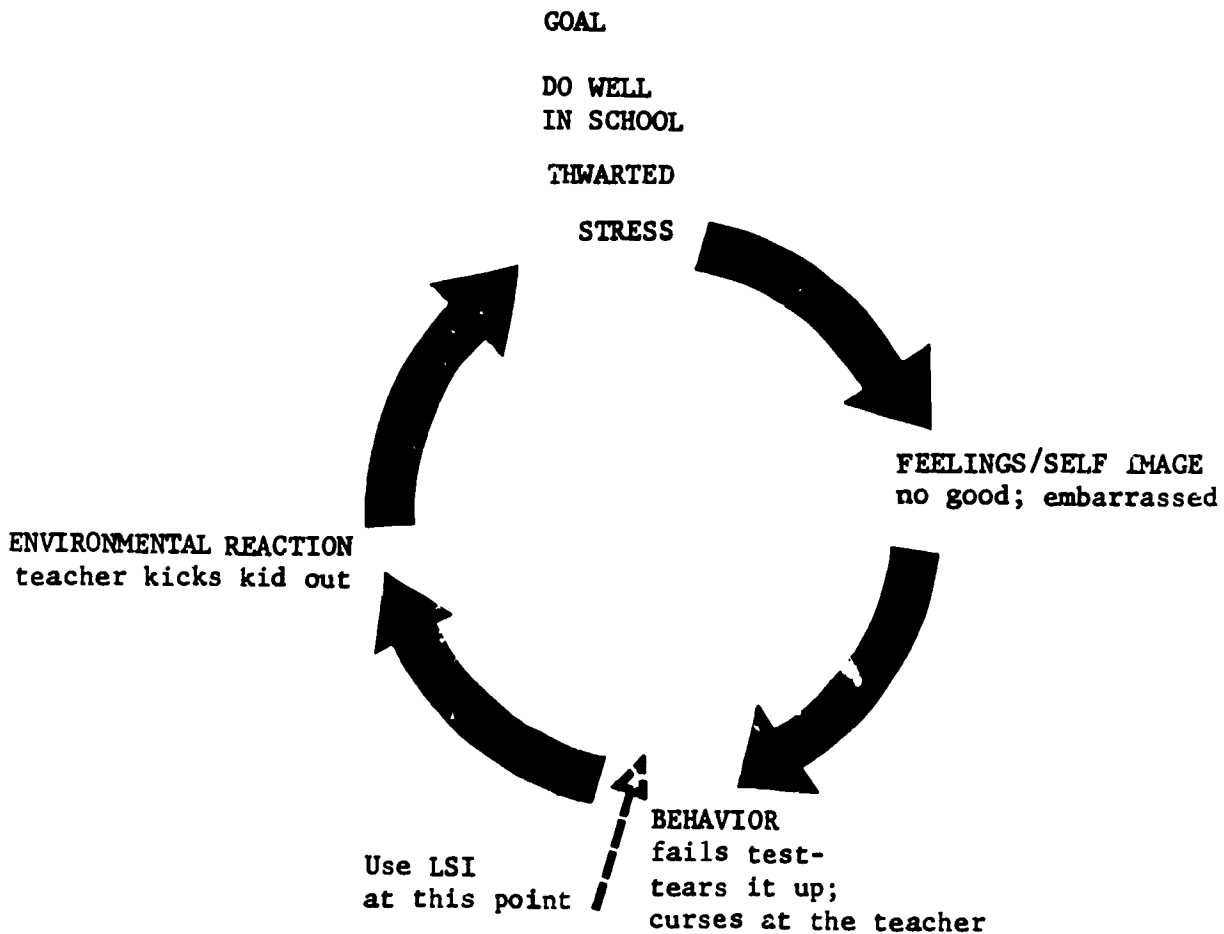 GOAL
DO WELL
IN SCHOOL
THWARTED
STRESS
FEELINGS/SELF IMAGE
no good; embarrassed
BEHAVIOR
fails test-
tears it up;
curses at the teacher
Use LSI
at this point
ENVIRONMENTAL REACTION
teacher kicks kid out